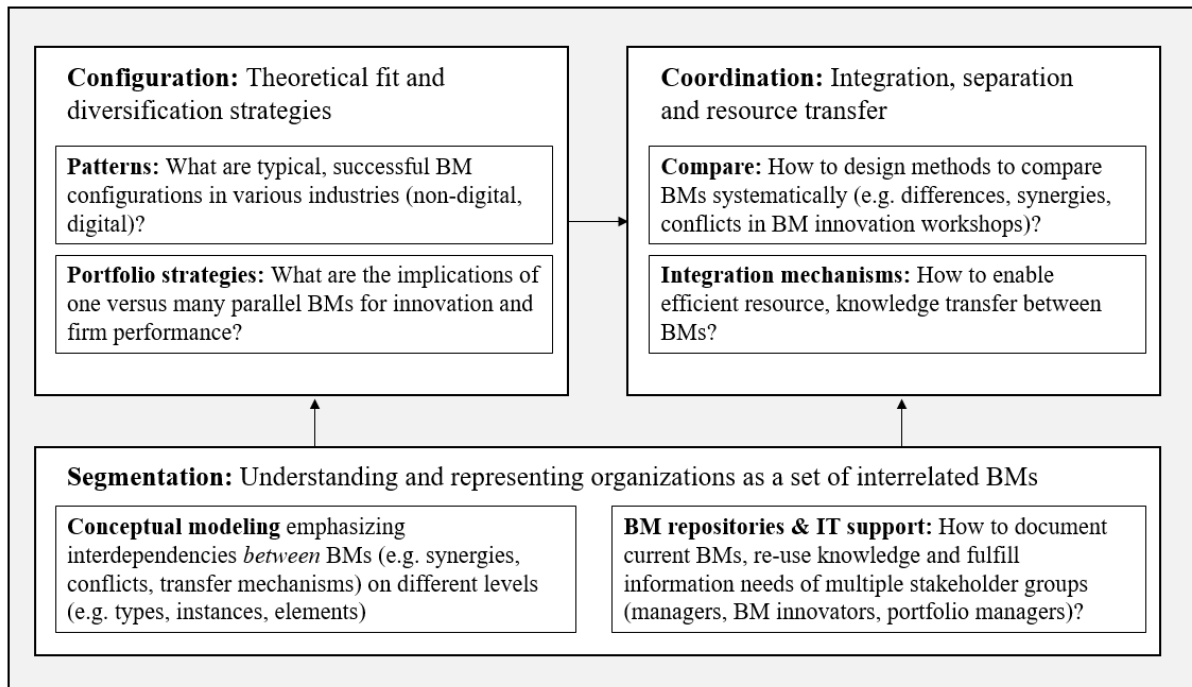 Configuration: Theoretical fit and
diversification strategies
Patterns: What are typical, successful BM
configurations in various industries (non-digital,
digital)?
Portfolio strategies: What are the implications of
one versus many parallel BMs for innovation and
firm performance?
Coordination: Integration, separation
and resource transfer
Compare: How to design methods to compare
BMs systematically (e.g. differences, synergies,
conflicts in BM innovation workshops)?
Integration mechanisms: How to enable
efficient resource, knowledge transfer between
BMs?
Segmentation: Understanding and representing organizations as a set of interrelated BMs
Conceptual modeling emphasizing
interdependencies between BMs (e.g. synergies,
conflicts, transfer mechanisms) on different levels
(e.g. types, instances, elements)
BM repositories & IT support: How to document
current BMs, re-use knowledge and fulfill
information needs of multiple stakeholder groups
(managers, BM innovators, portfolio managers)?